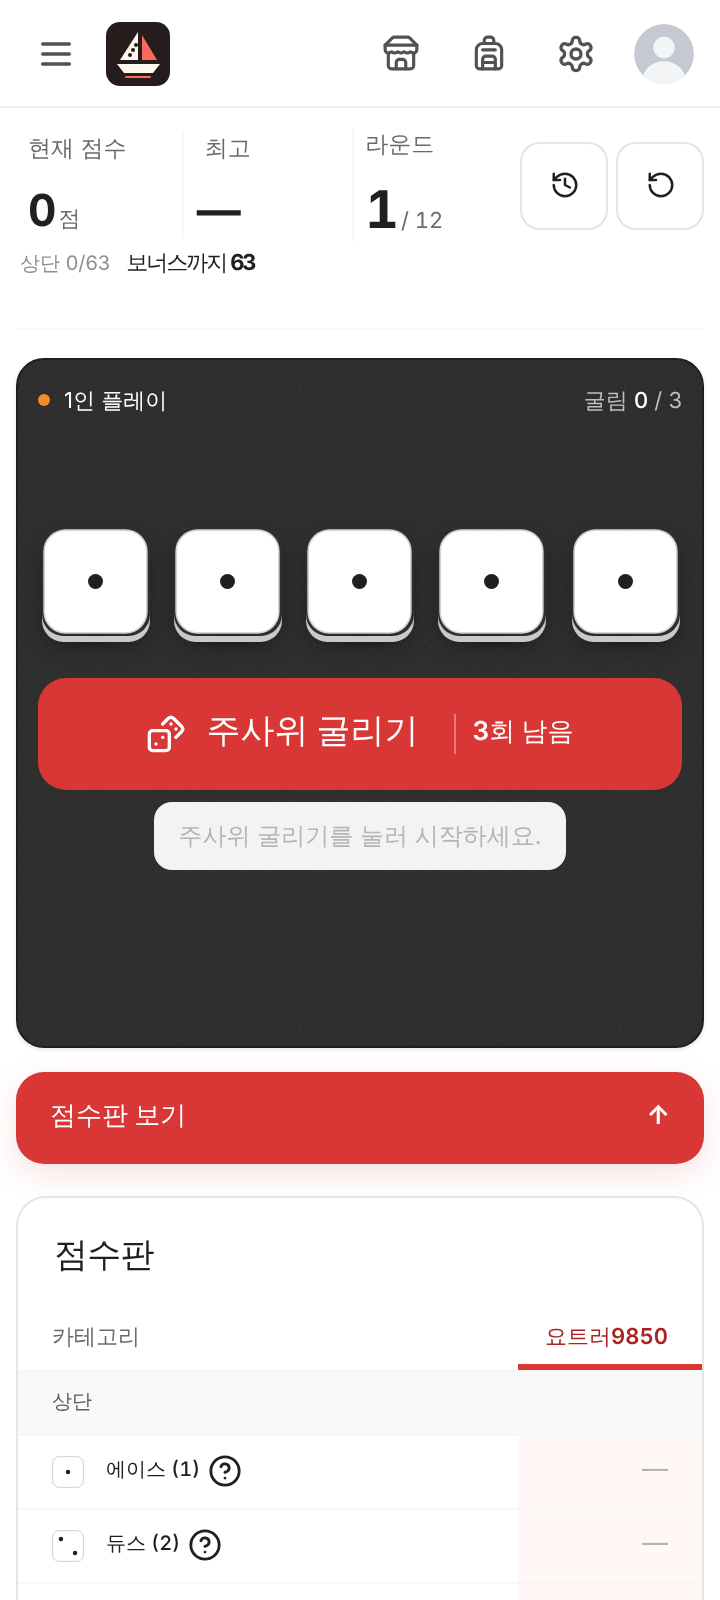 현재 점수
최고
라운드
0점
—
1 / 12
상단 0/63 보너스까지 63
1인 플레이
굴림 0 / 3
주사위 굴리기
3회 남음
주사위 굴리기를 눌러 시작하세요.
점수판 보기
점수판
카테고리
요트러9850
상단
에이스 (1)
—
듀스 (2)
—